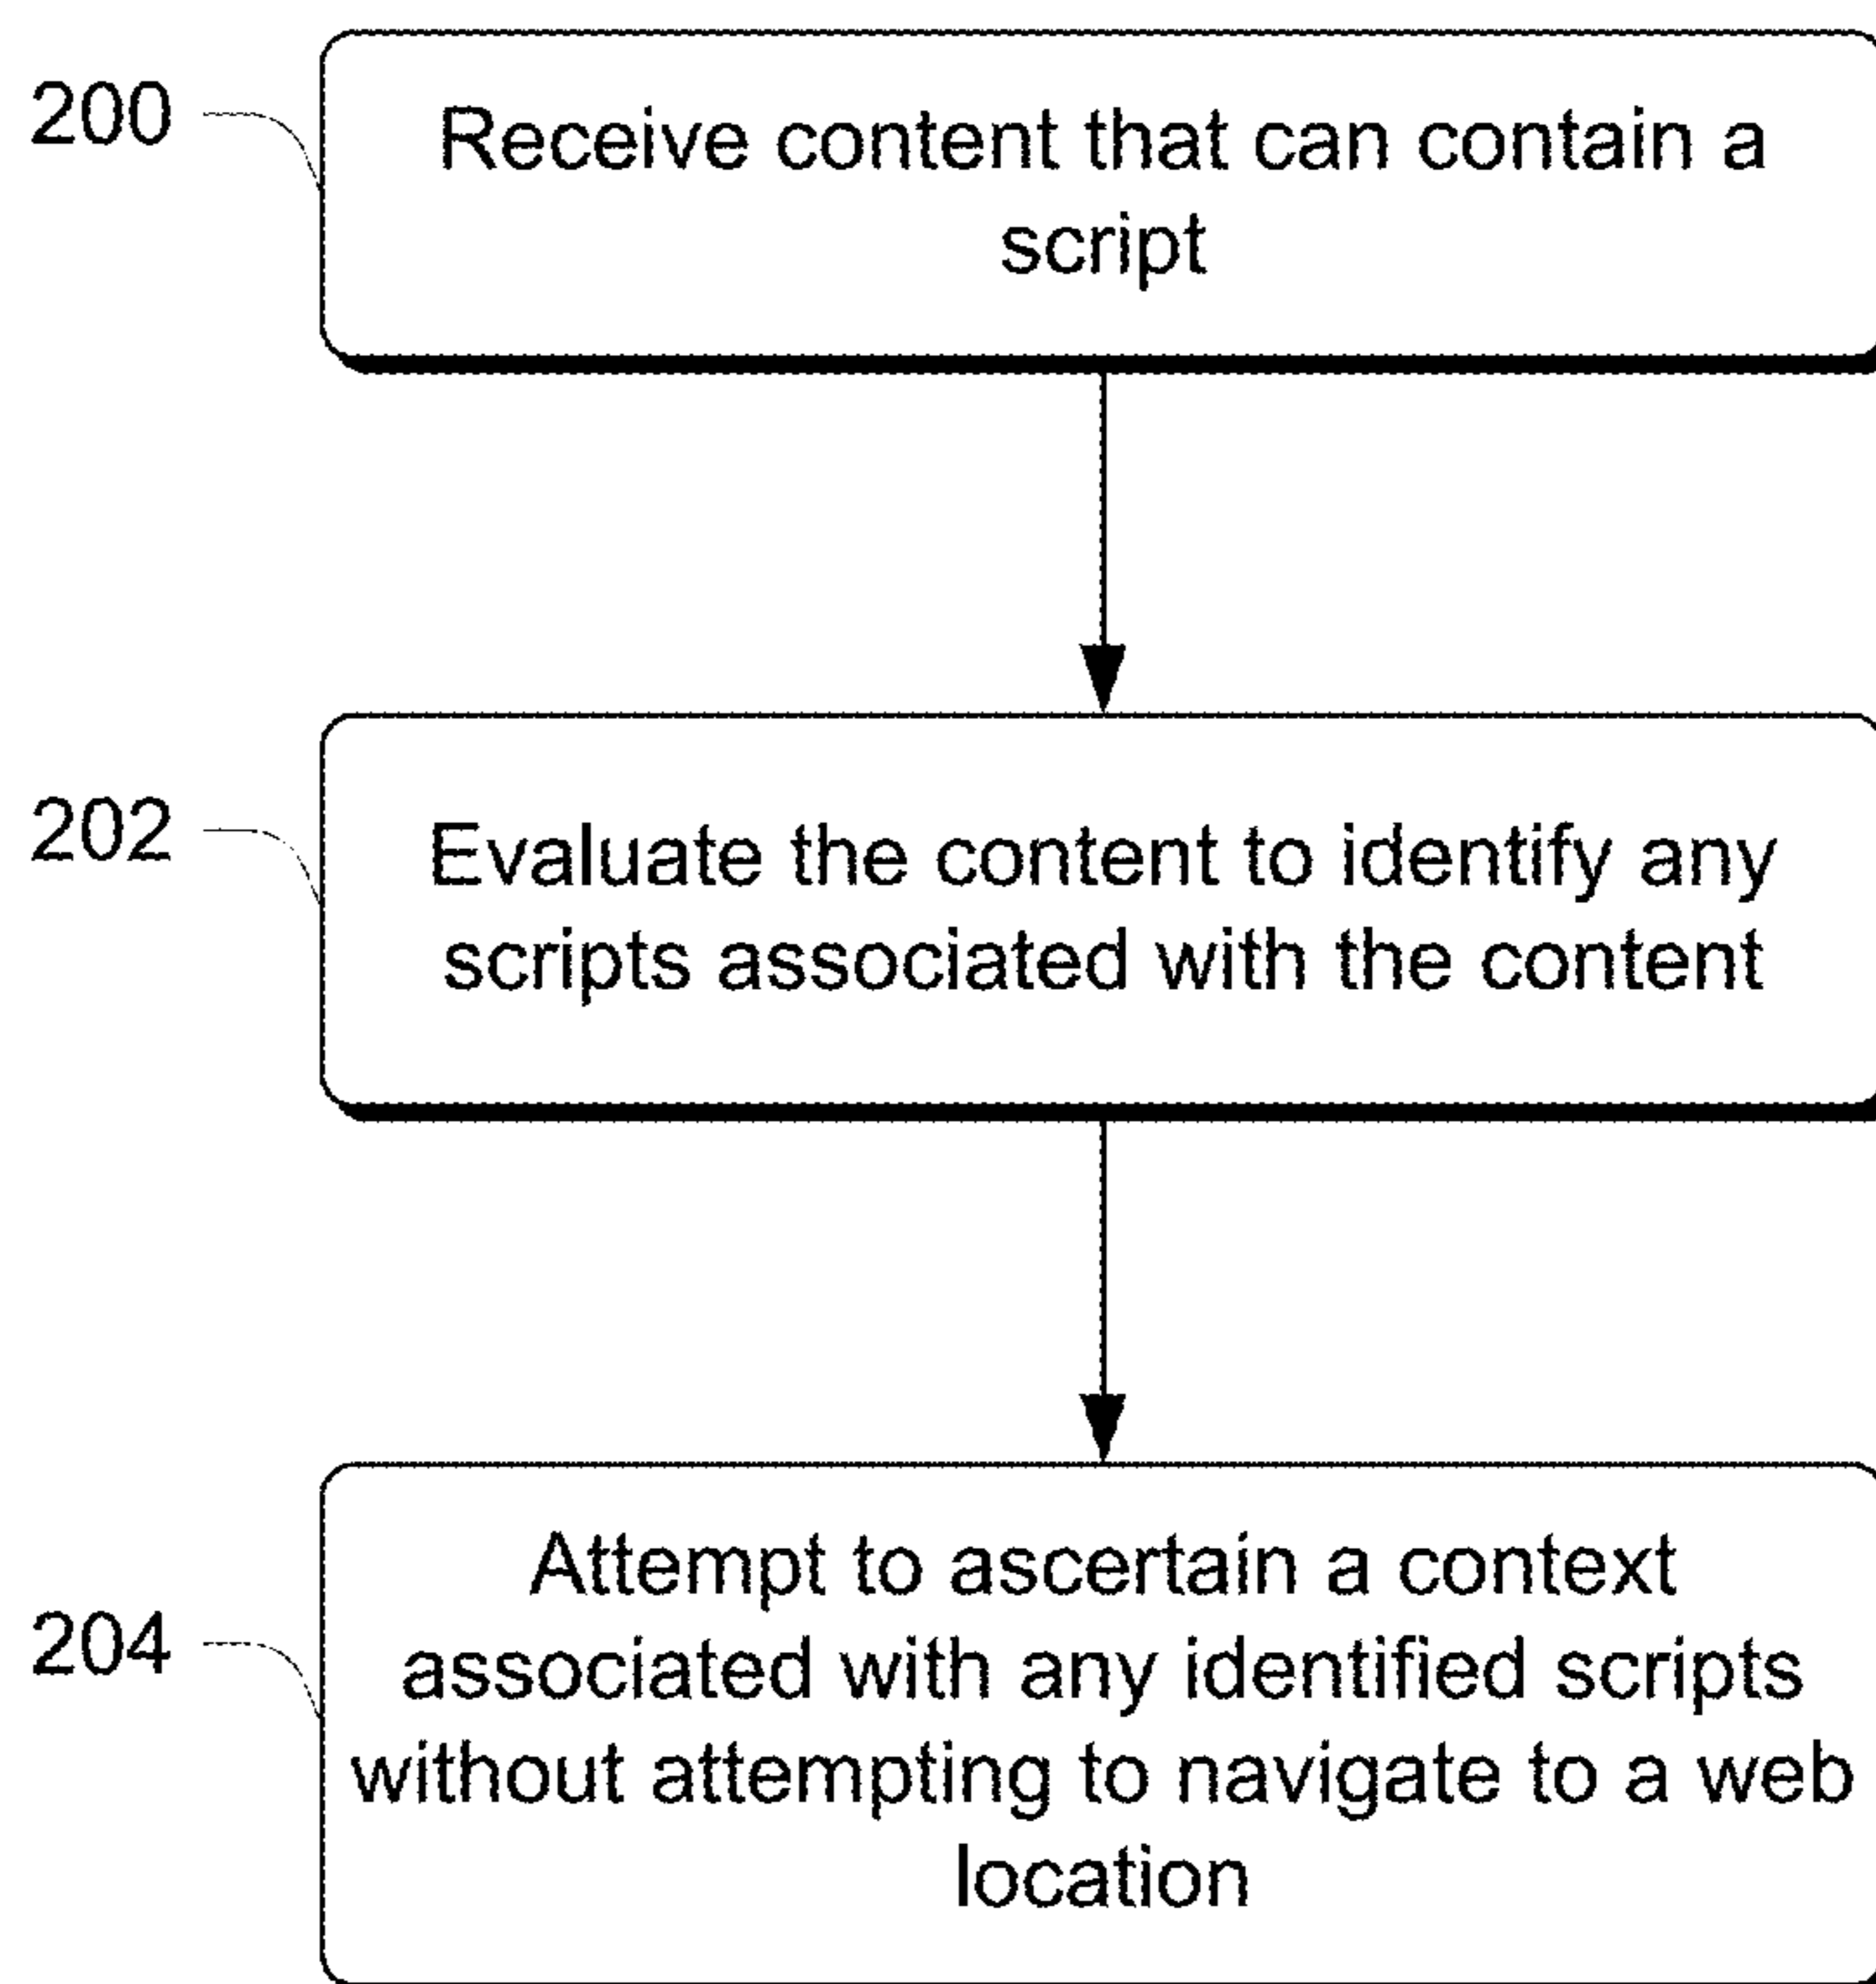 200
Receive content that can contain a
script
202
Evaluate the content to identify any
scripts associated with the content
204
Attempt to ascertain a context
associated with any identified scripts
without attempting to navigate to a web
location